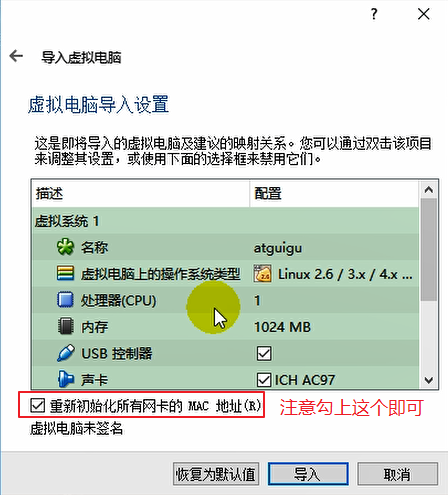 ?
导入虚拟电脑
虚拟电脑导入设置
这是即将导入的虚拟电脑及建议的映射关系。您可以通过双击该项目
来调整其设置，或使用下面的选择框来禁用它们。
描述 配置
虚拟系统 1
名称 atguigu
虚拟电脑上的操作系统类型 Linux 2.6 / 3.x / 4.x ...
处理器(CPU) 1
内存 1024 MB
USB 控制器
声卡 ICH AC97
重新初始化所有网卡的 MAC 地址(R) 注意勾上这个即可
虚拟电脑未签名
恢复为默认值 导入 取消